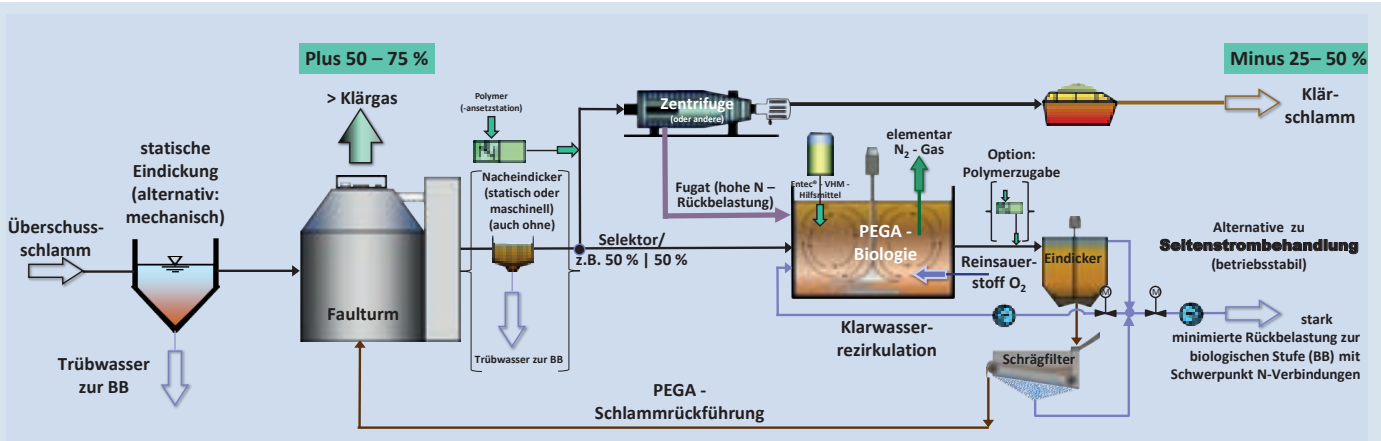 Plus 50 – 75 %
Minus 25– 50 %
> Klärgas
Polymer
(-ansetzstation)
Zentrifuge
(oder andere)
Klär-
schlamm
statische
Eindickung
(alternativ:
mechanisch)
elementar
N₂ - Gas
Option:
Polymerzugabe
Nacheindicker
(statisch oder
maschinell)
(auch ohne)
Fugat (hohe N –
Rückbelastung)
Entec® - VHM -
Hilfsmittel
Überschuss-
schlamm
Selektor/
z.B. 50 % | 50 %
PEGA -
Biologie
Reinsauer-
stoff O₂
Eindicker
Alternative zu
Seitenstrombehandlung
(betriebsstabil)
M
M
Faulturm
Klarwasser-
rezirkulation
stark
minimierte Rückbelastung zur
biologischen Stufe (BB) mit
Schwerpunkt N-Verbindungen
Trübwasser
zur BB
Trübwasser zur BB
Schrägfilter
PEGA -
Schlammrückführung